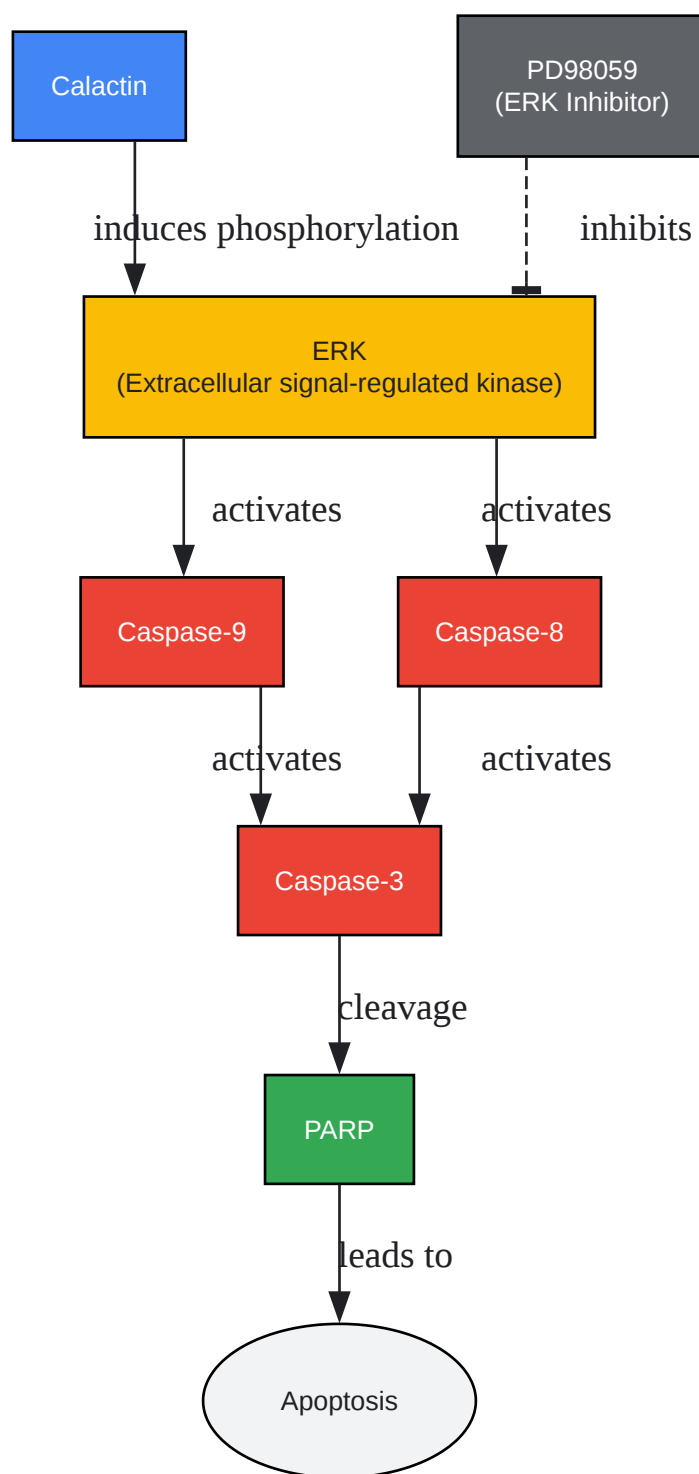 Calactin
PD98059
(ERK Inhibitor)
induces phosphorylation
inhibits
ERK
(Extracellular signal-regulated kinase)
activates
activates
Caspase-9
Caspase-8
activates
activates
Caspase-3
cleavage
PARP
leads to
Apoptosis